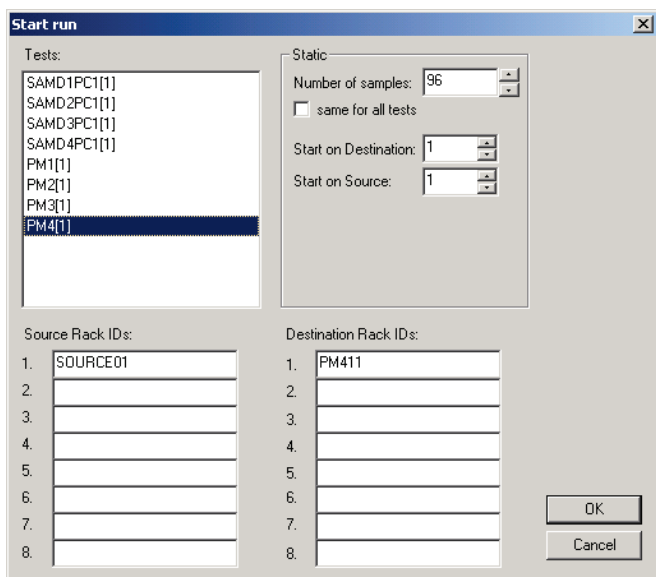 Start run
Tests:
SAMD1PC1[1]
SAMD2PC1[1]
SAMD3PC1[1]
SAMD4PC1[1]
PM1[1]
PM2[1]
PM3[1]
PM4[1]
Static
Number of samples: 96
same for all tests
Start on Destination: 1
Start on Source: 1
Source Rack IDs:
1. SOURCE01
2.
3.
4.
5.
6.
7.
8.
Destination Rack IDs:
1. PM411
2.
3.
4.
5.
6.
7.
8.
OK
Cancel